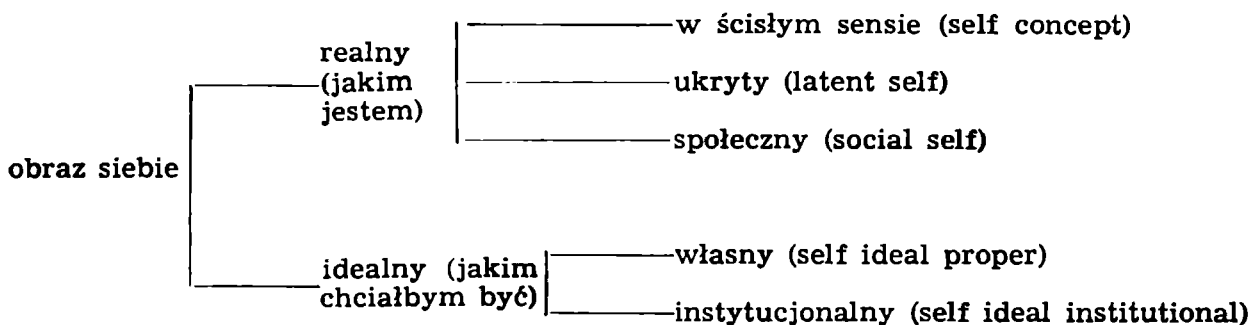 w ścisłym sensie (self concept)
realny
(jakim
jestem)
ukryty (latent self)
społeczny (social self)
obraz siebie
własny (self ideal proper)
idealny (jakim
chciałbym być)
instytucjonalny (self ideal institutional)